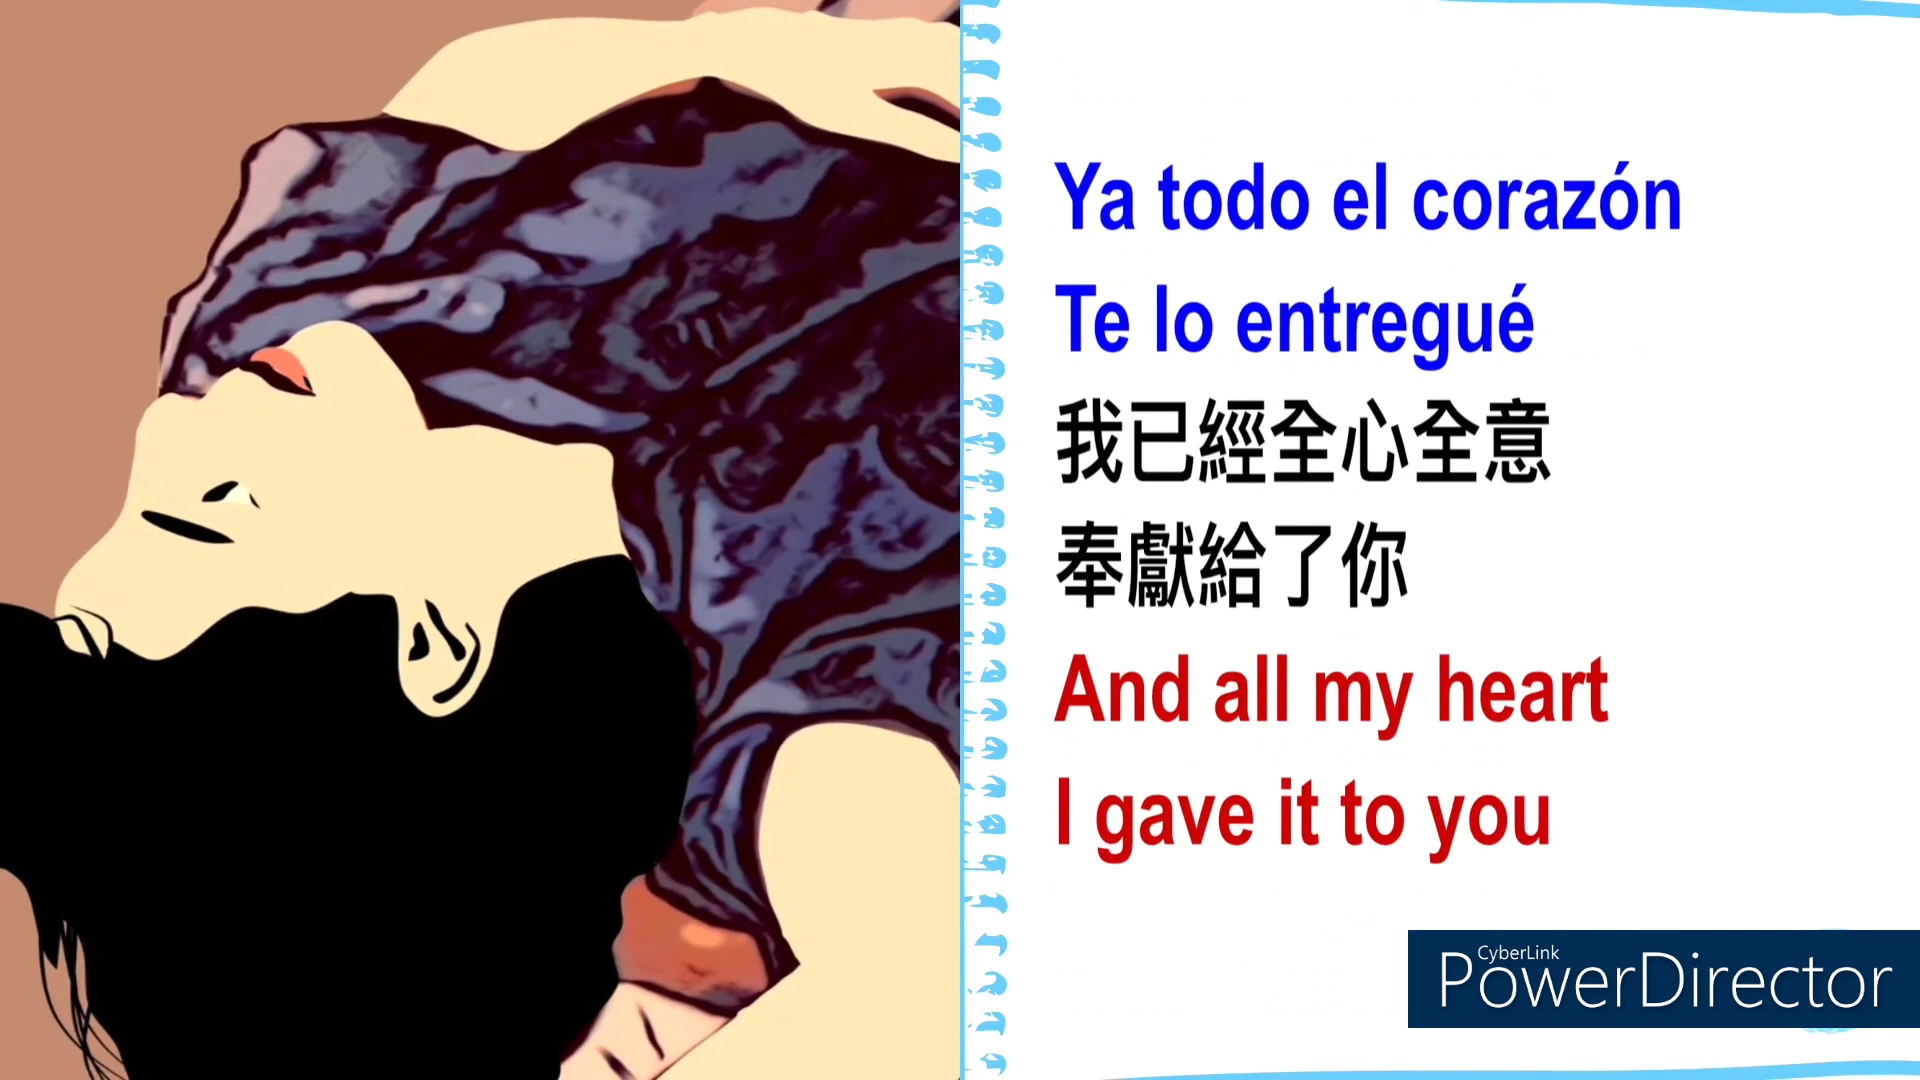 Ya todo el corazón
Te lo entregué
我已經全心全意
奉獻給了你
And all my heart
I gave it to you
CyberLink
PowerDirector